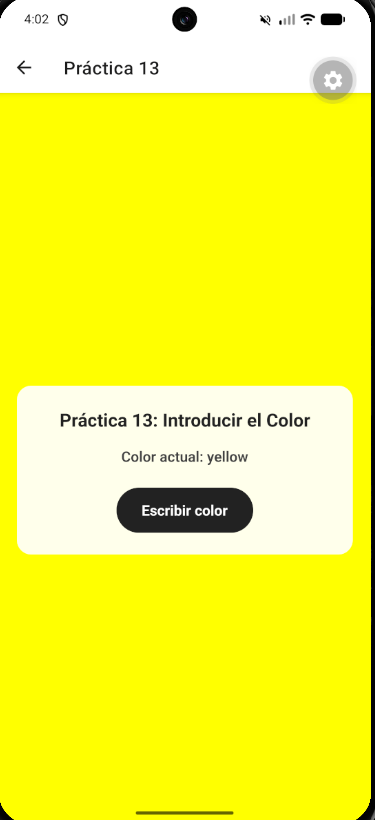 4:02
Práctica 13
Práctica 13: Introducir el Color
Color actual: yellow
Escribir color